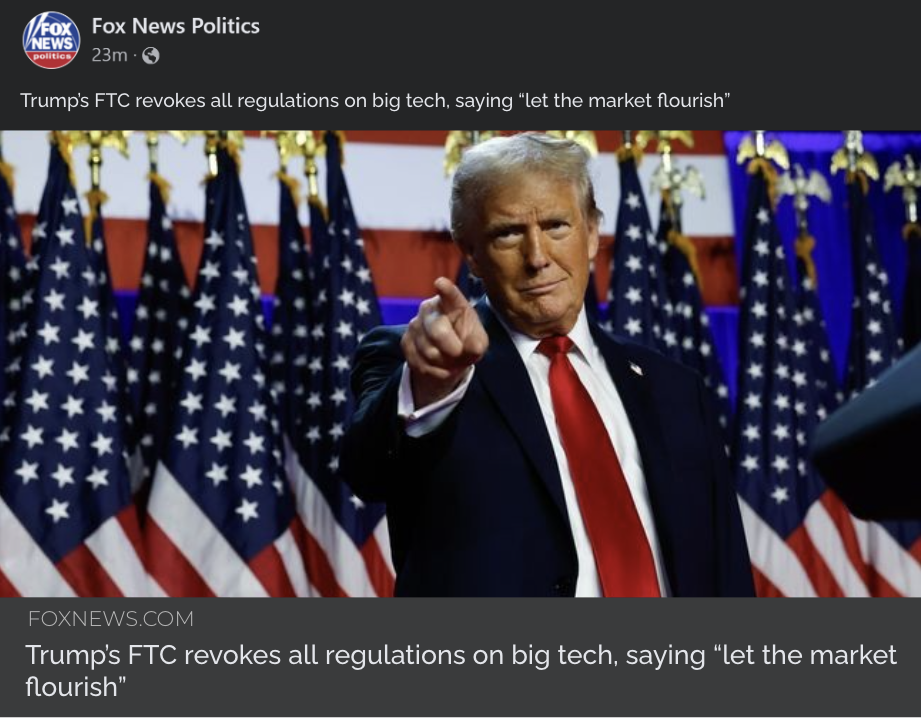 FOX
NEWS
politics
Fox News Politics
23m ·
Trump's FTC revokes all regulations on big tech, saying “let the market flourish”
FOXNEWS.COM
Trump's FTC revokes all regulations on big tech, saying “let the market
flourish”